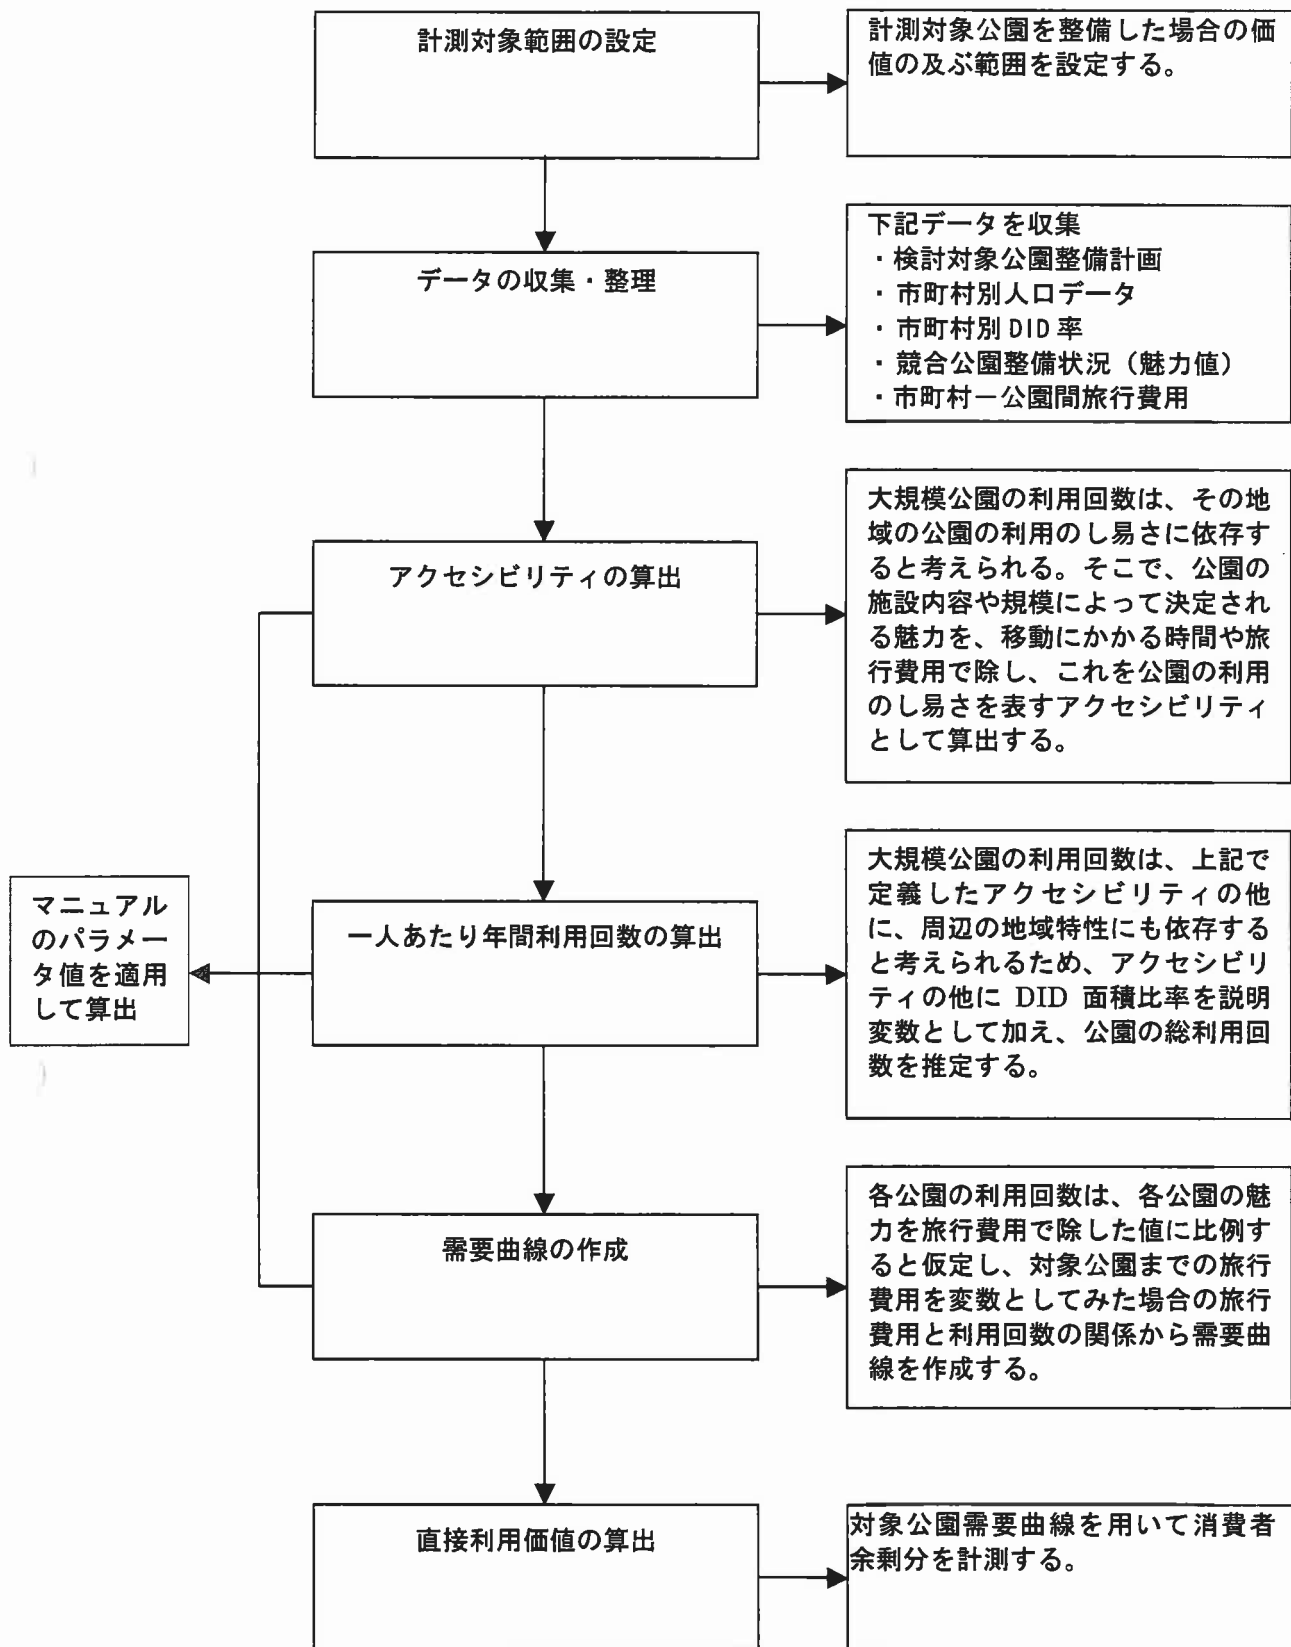 計測対象範囲の設定
計測対象公園を整備した場合の価
値の及ぶ範囲を設定する。
データの収集・整理
下記データを収集
・検討対象公園整備計画
・市町村別人口データ
・市町村別 DID 率
・競合公園整備状況（魅力値）
・市町村－公園間旅行費用
アクセシビリティの算出
大規模公園の利用回数は、その地
域の公園の利用のし易さに依存す
ると考えられる。そこで、公園の
施設内容や規模によって決定され
る魅力を、移動にかかる時間や旅
行費用で除し、これを公園の利用
のし易さを表すアクセシビリティ
として算出する。
マニュアル
のパラメー
タ値を適用
して算出
一人あたり年間利用回数の算出
大規模公園の利用回数は、上記で
定義したアクセシビリティの他
に、周辺の地域特性にも依存する
と考えられるため、アクセシビリ
ティの他に DID 面積比率を説明
変数として加え、公園の総利用回
数を推定する。
需要曲線の作成
各公園の利用回数は、各公園の魅
力を旅行費用で除した値に比例す
ると仮定し、対象公園までの旅行
費用を変数としてみた場合の旅行
費用と利用回数の関係から需要曲
線を作成する。
直接利用価値の算出
対象公園需要曲線を用いて消費者
余剰分を計測する。